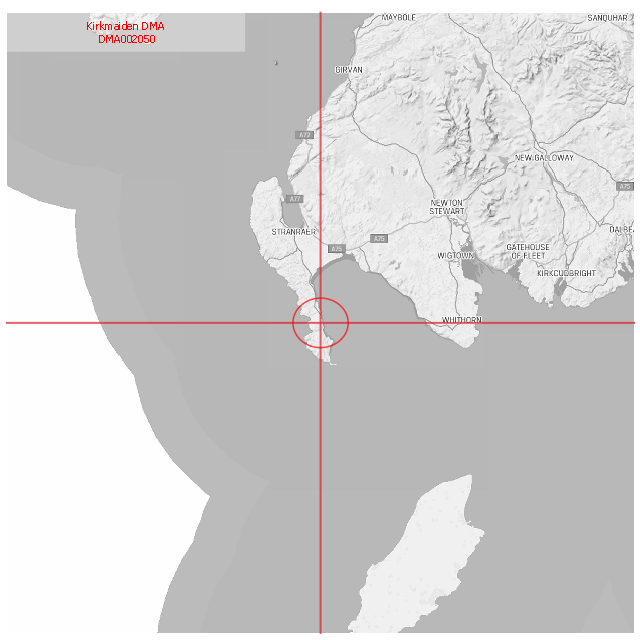 Kirkmaiden DMA
DMA002050
MAYBOLE
SANQUHAR
GIRVAN
A77
NEW GALLOWAY
A75
A77
NEWTON
STEWART
STRANRAER
DALBE
A75
A75
WIGTOWN
GATEHOUSE
OF FLEET
KIRKCUDBRIGHT
WHITHORN